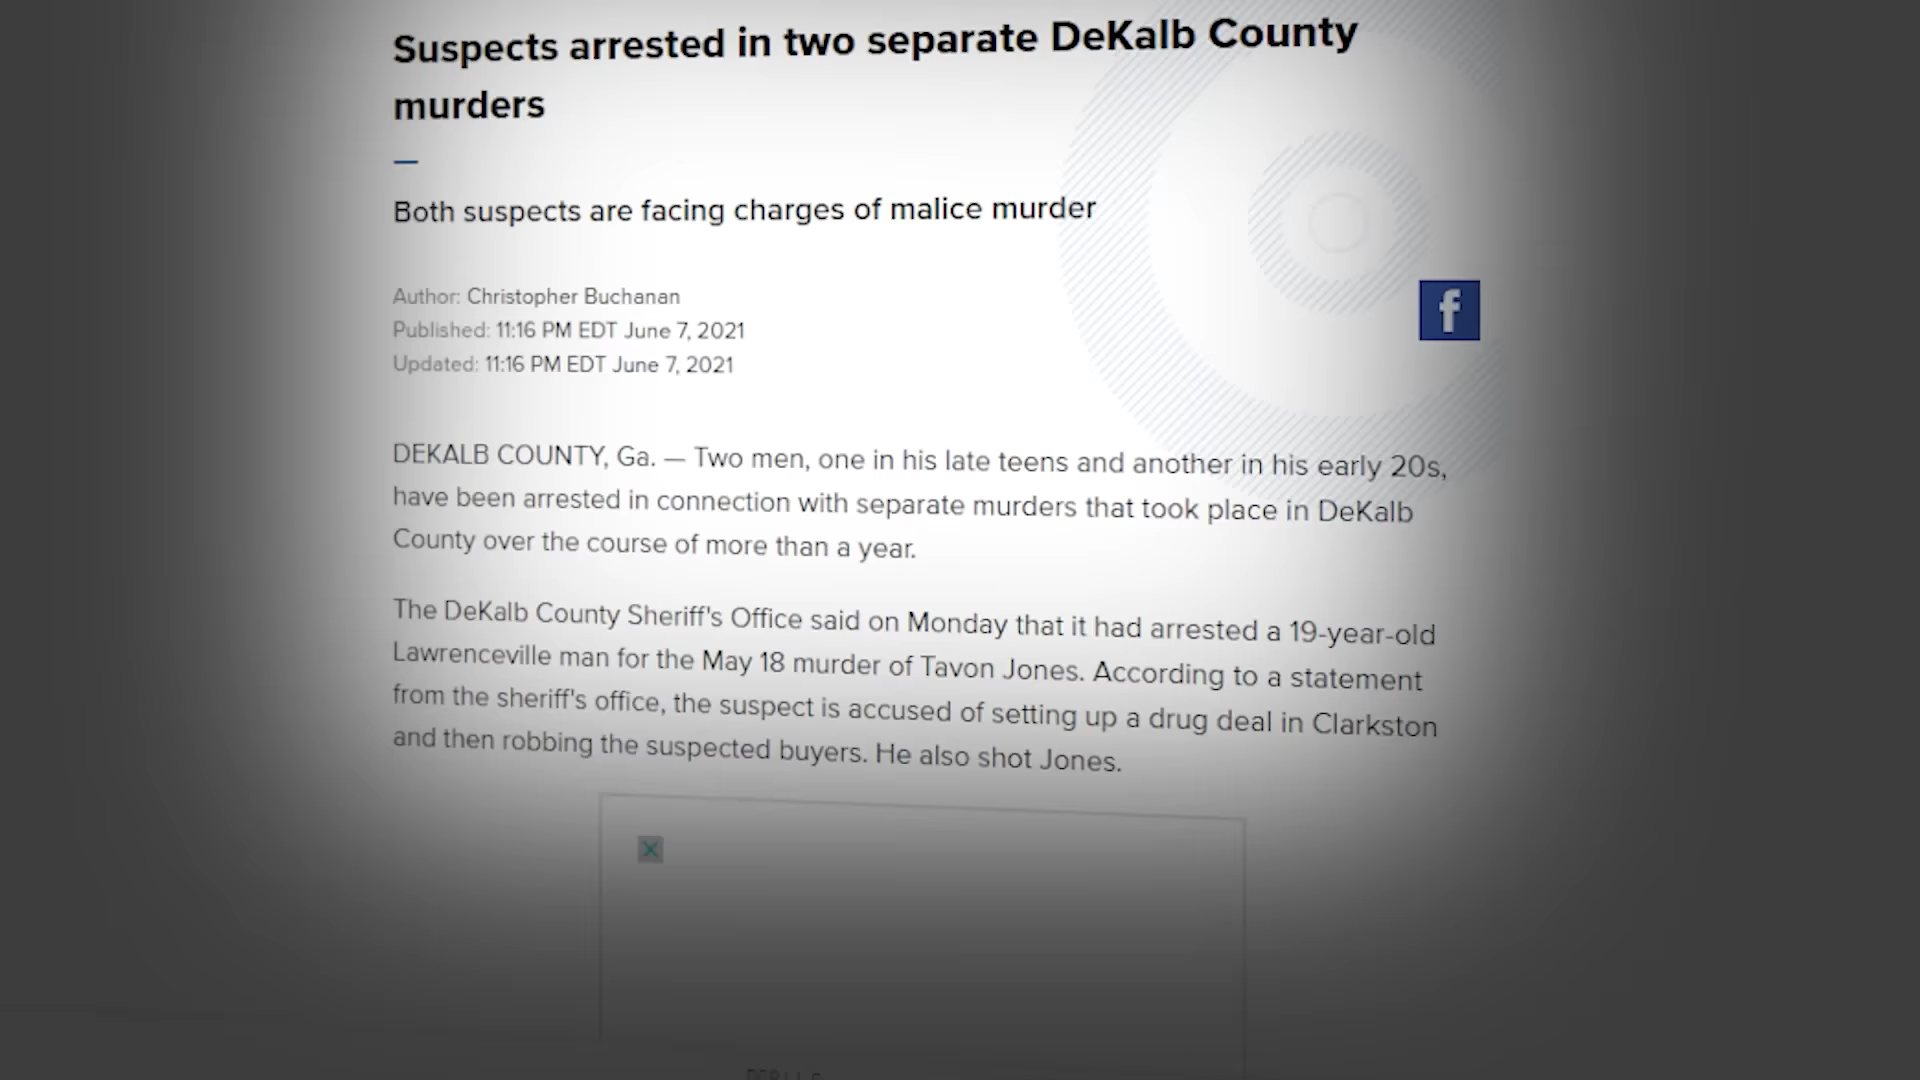 Suspects arrested in two separate DeKalb County
murders
Both suspects are facing charges of malice murder
Author: Christopher Buchanan
Published: 11:16 PM EDT June 7, 2021
Updated: 11:16 PM EDT June 7, 2021
f
DEKALB COUNTY, Ga. — Two men, one in his late teens and another in his early 20s,
have been arrested in connection with separate murders that took place in DeKalb
County over the course of more than a year.
The DeKalb County Sheriff's Office said on Monday that it had arrested a 19-year-old
Lawrenceville man for the May 18 murder of Tavon Jones. According to a statement
from the sheriff's office, the suspect is accused of setting up a drug deal in Clarkston
and then robbing the suspected buyers. He also shot Jones.